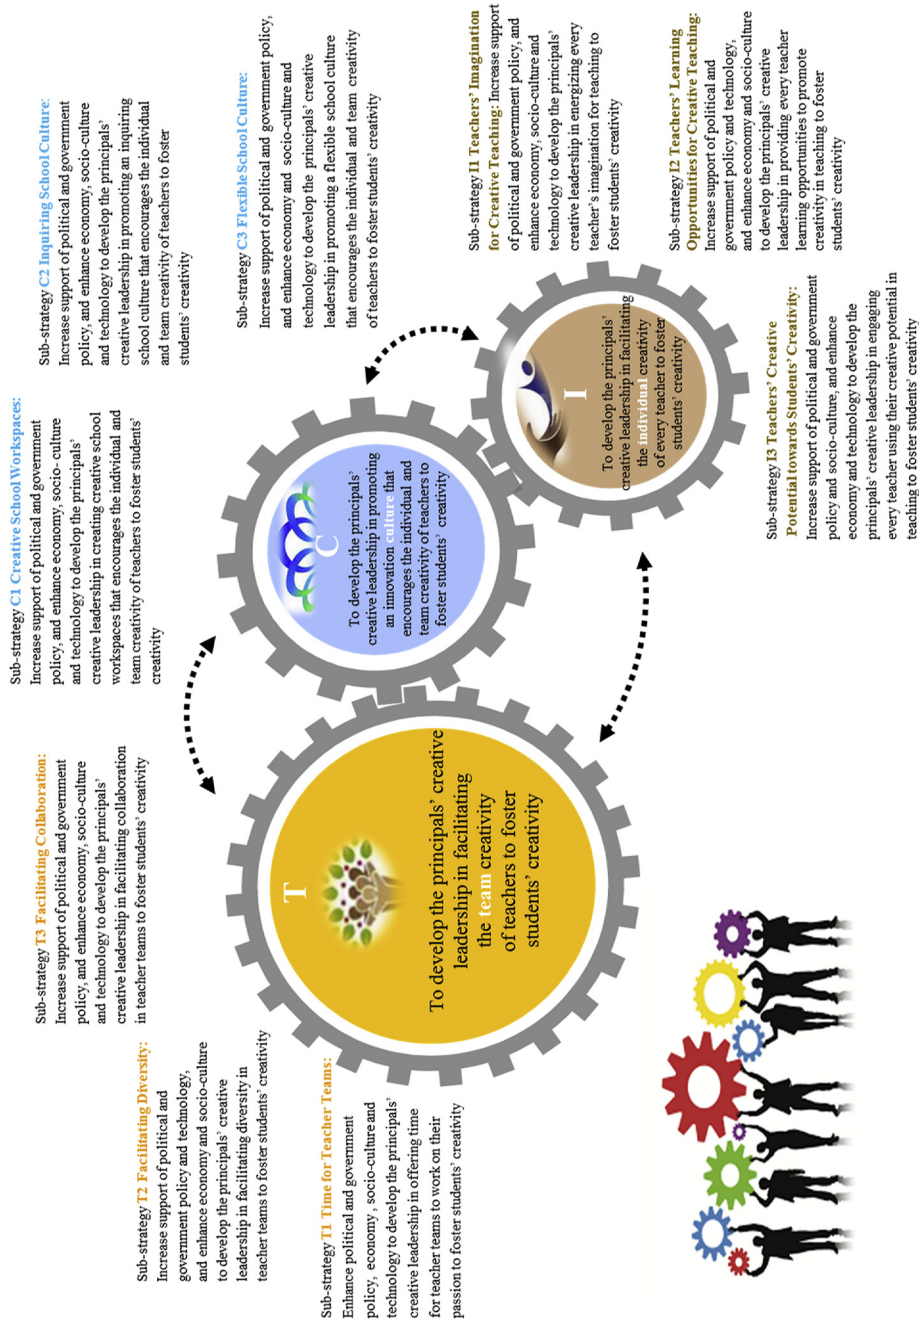 Sub-strategy T1 Time for Teacher Teams:
Enhance political and government
policy, economy, socio-culture and
technology to develop the principals'
creative leadership in offering time
for teacher teams to work on their
passion to foster students' creativity
Sub-strategy T2 Facilitating Diversity:
Increase support of political and
government policy and technology,
and enhance economy and socio-culture
to develop the principals' creative
leadership in facilitating diversity in
teacher teams to foster students' creativity
Sub-strategy T3 Facilitating Collaboration:
Increase support of political and government
policy, and enhance economy, socio-culture
and technology to develop the principals'
creative leadership in facilitating collaboration
in teacher teams to foster students' creativity
Sub-strategy C1 Creative School Workspaces:
Increase support of political and government
policy, and enhance economy, socio- culture
and technology to develop the principals'
creative leadership in creating creative school
workspaces that encourages the individual and
team creativity of teachers to foster students'
creativity
Sub-strategy C2 Inquiring School Culture:
Increase support of political and government
policy, and enhance economy, socio-culture
and technology to develop the principals'
creative leadership in promoting an inquiring
school culture that encourages the individual
and team creativity of teachers to foster
students' creativity
Sub-strategy C3 Flexible School Culture:
Increase support of political and government policy,
and enhance economy and socio-culture and
technology to develop the principals' creative
leadership in promoting a flexible school culture
that encourages the individual and team creativity
of teachers to foster students' creativity
T
To develop the principals' creative
leadership in facilitating
the team creativity
of teachers to foster
students' creativity
C
To develop the principals'
creative leadership in promoting
an innovation culture that
encourages the individual and
team creativity of teachers to
foster students' creativity
I
To develop the principals'
creative leadership in facilitating
the individual creativity
of every teacher to foster
students' creativity
Sub-strategy I1 Teachers' Imagination
for Creative Teaching: Increase support
of political and government policy, and
enhance economy, socio-culture and
technology to develop the principals'
creative leadership in energizing every
teacher's imagination for teaching to
foster students' creativity
Sub-strategy I2 Teachers' Learning
Opportunities for Creative Teaching:
Increase support of political and
government policy and technology,
and enhance economy and socio-culture
to develop the principals' creative
leadership in providing every teacher
learning opportunities to promote
creativity in teaching to foster
students' creativity
Sub-strategy I3 Teachers' Creative
Potential towards Students' Creativity:
Increase support of political and government
policy and socio-culture, and enhance
economy and technology to develop the
principals' creative leadership in engaging
every teacher using their creative potential in
teaching to foster students' creativity